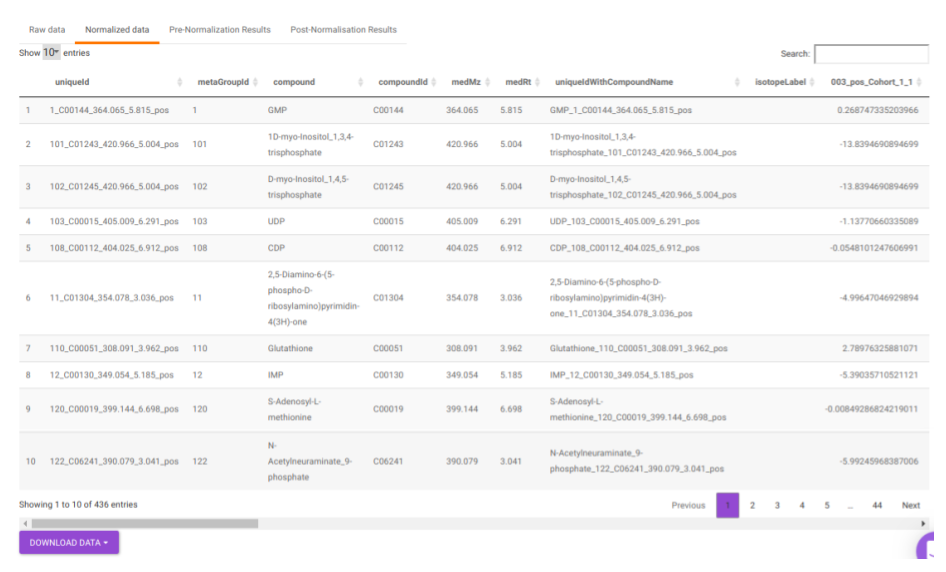 Raw data Normalized data Pre-Normalization Results Post-Normalisation Results
Show 10 entries Search:
uniqueId metaGroupId compound compoundId medMz medRt uniqueIdWithCompoundName isotopeLabel 003_pos_Cohort_1_1
1 1_C00144_364.065_5.815_pos 1 GMP C00144 364.065 5.815 GMP_1_C00144_364.065_5.815_pos 0.268747335203966
2 101_C01243_420.966_5.004_pos 101 1D-myo-Inositol_1,3,4- C01243 420.966 5.004 1D-myo-Inositol_1,3,4- -13.8394690894699
trisphosphate trisphosphate_101_C01243_420.966_5.004_pos
3 102_C01245_420.966_5.004_pos 102 D-myo-Inositol_1,4,5- C01245 420.966 5.004 D-myo-Inositol_1,4,5- -13.8394690894699
trisphosphate trisphosphate_102_C01245_420.966_5.004_pos
4 103_C00015_405.009_6.291_pos 103 UDP C00015 405.009 6.291 UDP_103_C00015_405.009_6.291_pos -1.13770660335089
5 108_C00112_404.025_6.912_pos 108 CDP C00112 404.025 6.912 CDP_108_C00112_404.025_6.912_pos -0.0548101247606991
6 11_C01304_354.078_3.036_pos 11 2,5-Diamino-6-(5- C01304 354.078 3.036 2,5-Diamino-6-(5-phospho-D- -4.99647046929894
phospho-D- ribosylamino)pyrimidin-4(3H)-
ribosylamino)pyrimidin- one_11_C01304_354.078_3.036_pos
4(3H)-one
7 110_C00051_308.091_3.962_pos 110 Glutathione C00051 308.091 3.962 Glutathione_110_C00051_308.091_3.962_pos 2.78976325881071
8 12_C00130_349.054_5.185_pos 12 IMP C00130 349.054 5.185 IMP_12_C00130_349.054_5.185_pos -5.39035710521121
9 120_C00019_399.144_6.698_pos 120 S-Adenosyl-L- C00019 399.144 6.698 S-Adenosyl-L- -0.00849286824219011
methionine methionine_120_C00019_399.144_6.698_pos
10 122_C06241_390.079_3.041_pos 122 N- C06241 390.079 3.041 N-Acetylneuraminate_9- -5.99245968387006
Acetylneuraminate_9- phosphate_122_C06241_390.079_3.041_pos
phosphate
Showing 1 to 10 of 436 entries Previous 1 2 3 4 5 … 44 Next
DOWNLOAD DATA